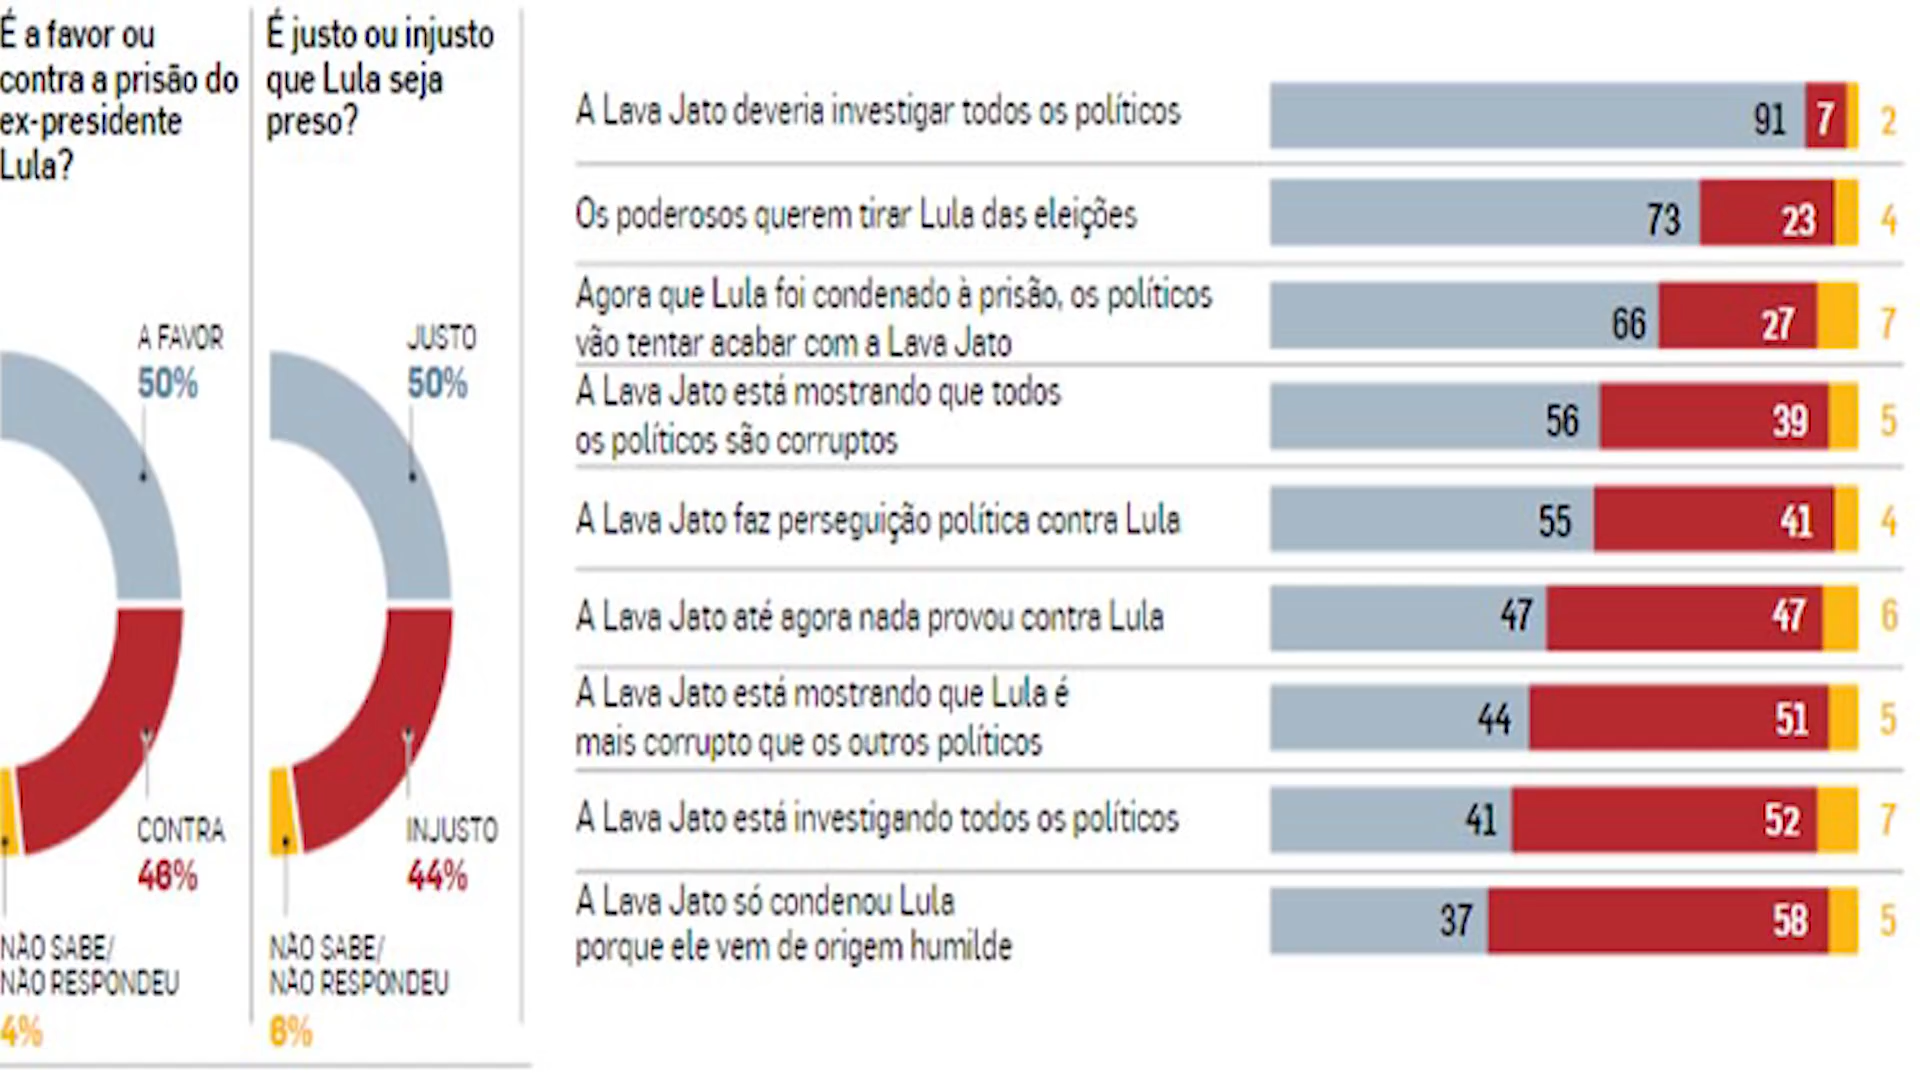 É a favor ou
contra a prisão do
ex-presidente
Lula?
A FAVOR
50%
CONTRA
46%
NÃO SABE/
NÃO RESPONDEU
4%
É justo ou injusto
que Lula seja
preso?
JUSTO
50%
INJUSTO
44%
NÃO SABE/
NÃO RESPONDEU
6%
A Lava Jato deveria investigar todos os políticos
91 7 2
Os poderosos querem tirar Lula das eleições
73 23 4
Agora que Lula foi condenado à prisão, os políticos
vão tentar acabar com a Lava Jato
66 27 7
A Lava Jato está mostrando que todos
os políticos são corruptos
56 39 5
A Lava Jato faz perseguição política contra Lula
55 41 4
A Lava Jato até agora nada provou contra Lula
47 47 6
A Lava Jato está mostrando que Lula é
mais corrupto que os outros políticos
44 51 5
A Lava Jato está investigando todos os políticos
41 52 7
A Lava Jato só condenou Lula
porque ele vem de origem humilde
37 58 5